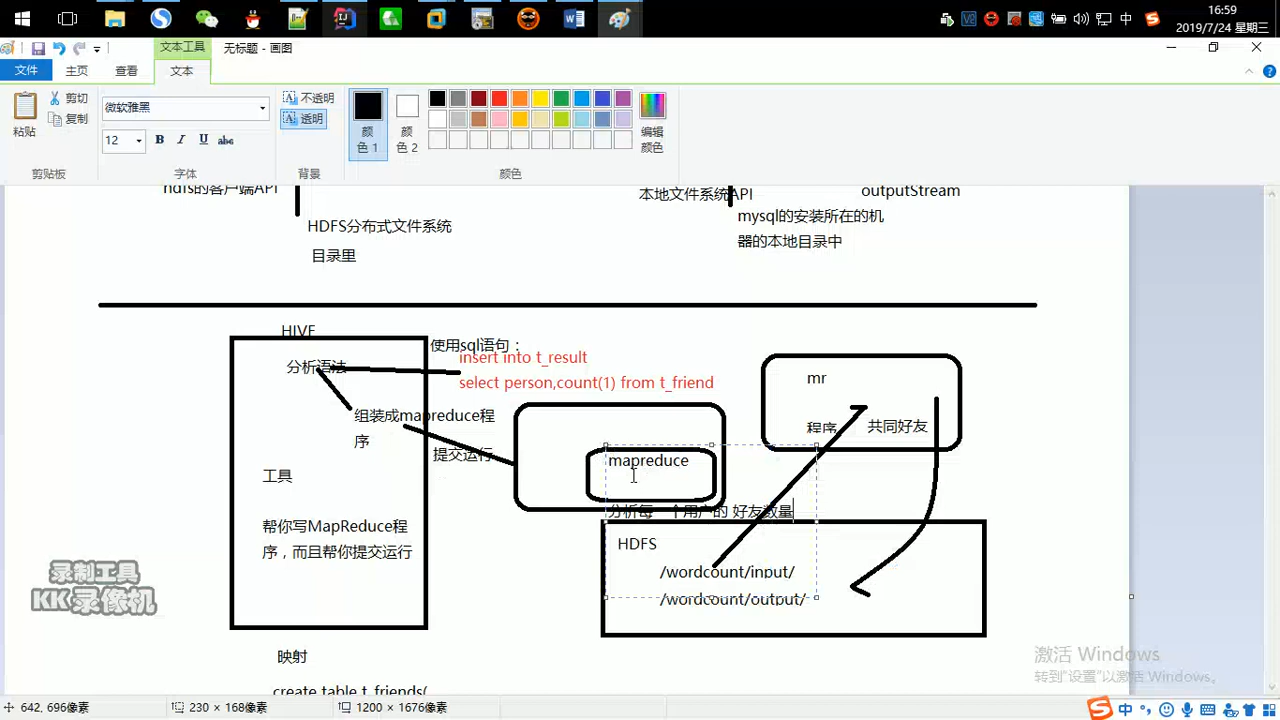 16:59
中
2019/7/24 星期三
文本工具
无标题 - 画图
文件
主页
查看
文本
粘贴
剪切
复制
剪贴板
微软雅黑
12
B I U abc
字体
不透明
透明
背景
颜色 1
颜色 2
编辑颜色
颜色
hdfs的客户端API
HDFS分布式文件系统
目录里
本地文件系统API
outputStream
mysql的安装所在的机
器的本地目录中
HIVE
分析语法
使用sql语句：
insert into t_result
select person,count(1) from t_friend
组装成mapreduce程
序
提交运行
工具
帮你写MapReduce程
序，而且帮你提交运行
mapreduce
分析每一个用户的 好友数量
mr
程序
共同好友
HDFS
/wordcount/input/
/wordcount/output/
映射
create table t_friends(
录制工具
KK录像机
激活 Windows
转到"设置"以激活 Windows。
642, 696像素
230 × 168像素
1200 × 1576像素
中